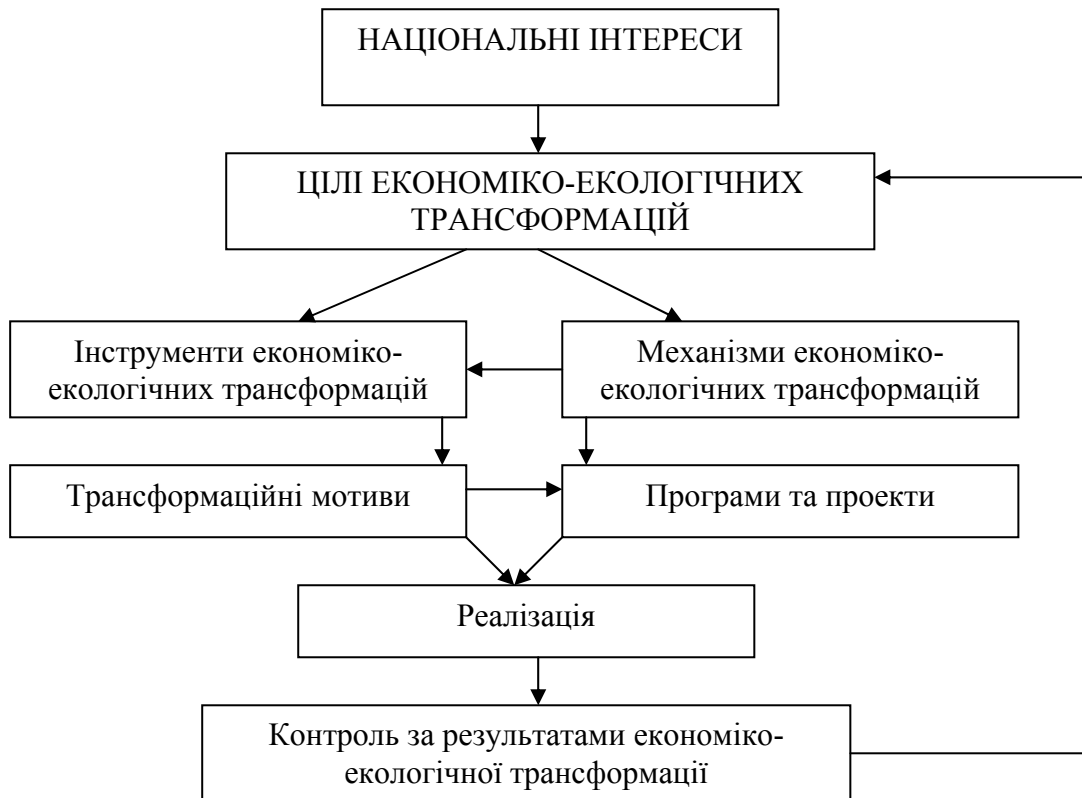 НАЦІОНАЛЬНІ ІНТЕРЕСИ
ЦІЛІ ЕКОНОМІКО-ЕКОЛОГІЧНИХ
ТРАНСФОРМАЦІЙ
Інструменти економіко-
екологічних трансформацій
Механізми економіко-
екологічних трансформацій
Трансформаційні мотиви
Програми та проекти
Реалізація
Контроль за результатами економіко-
екологічної трансформації